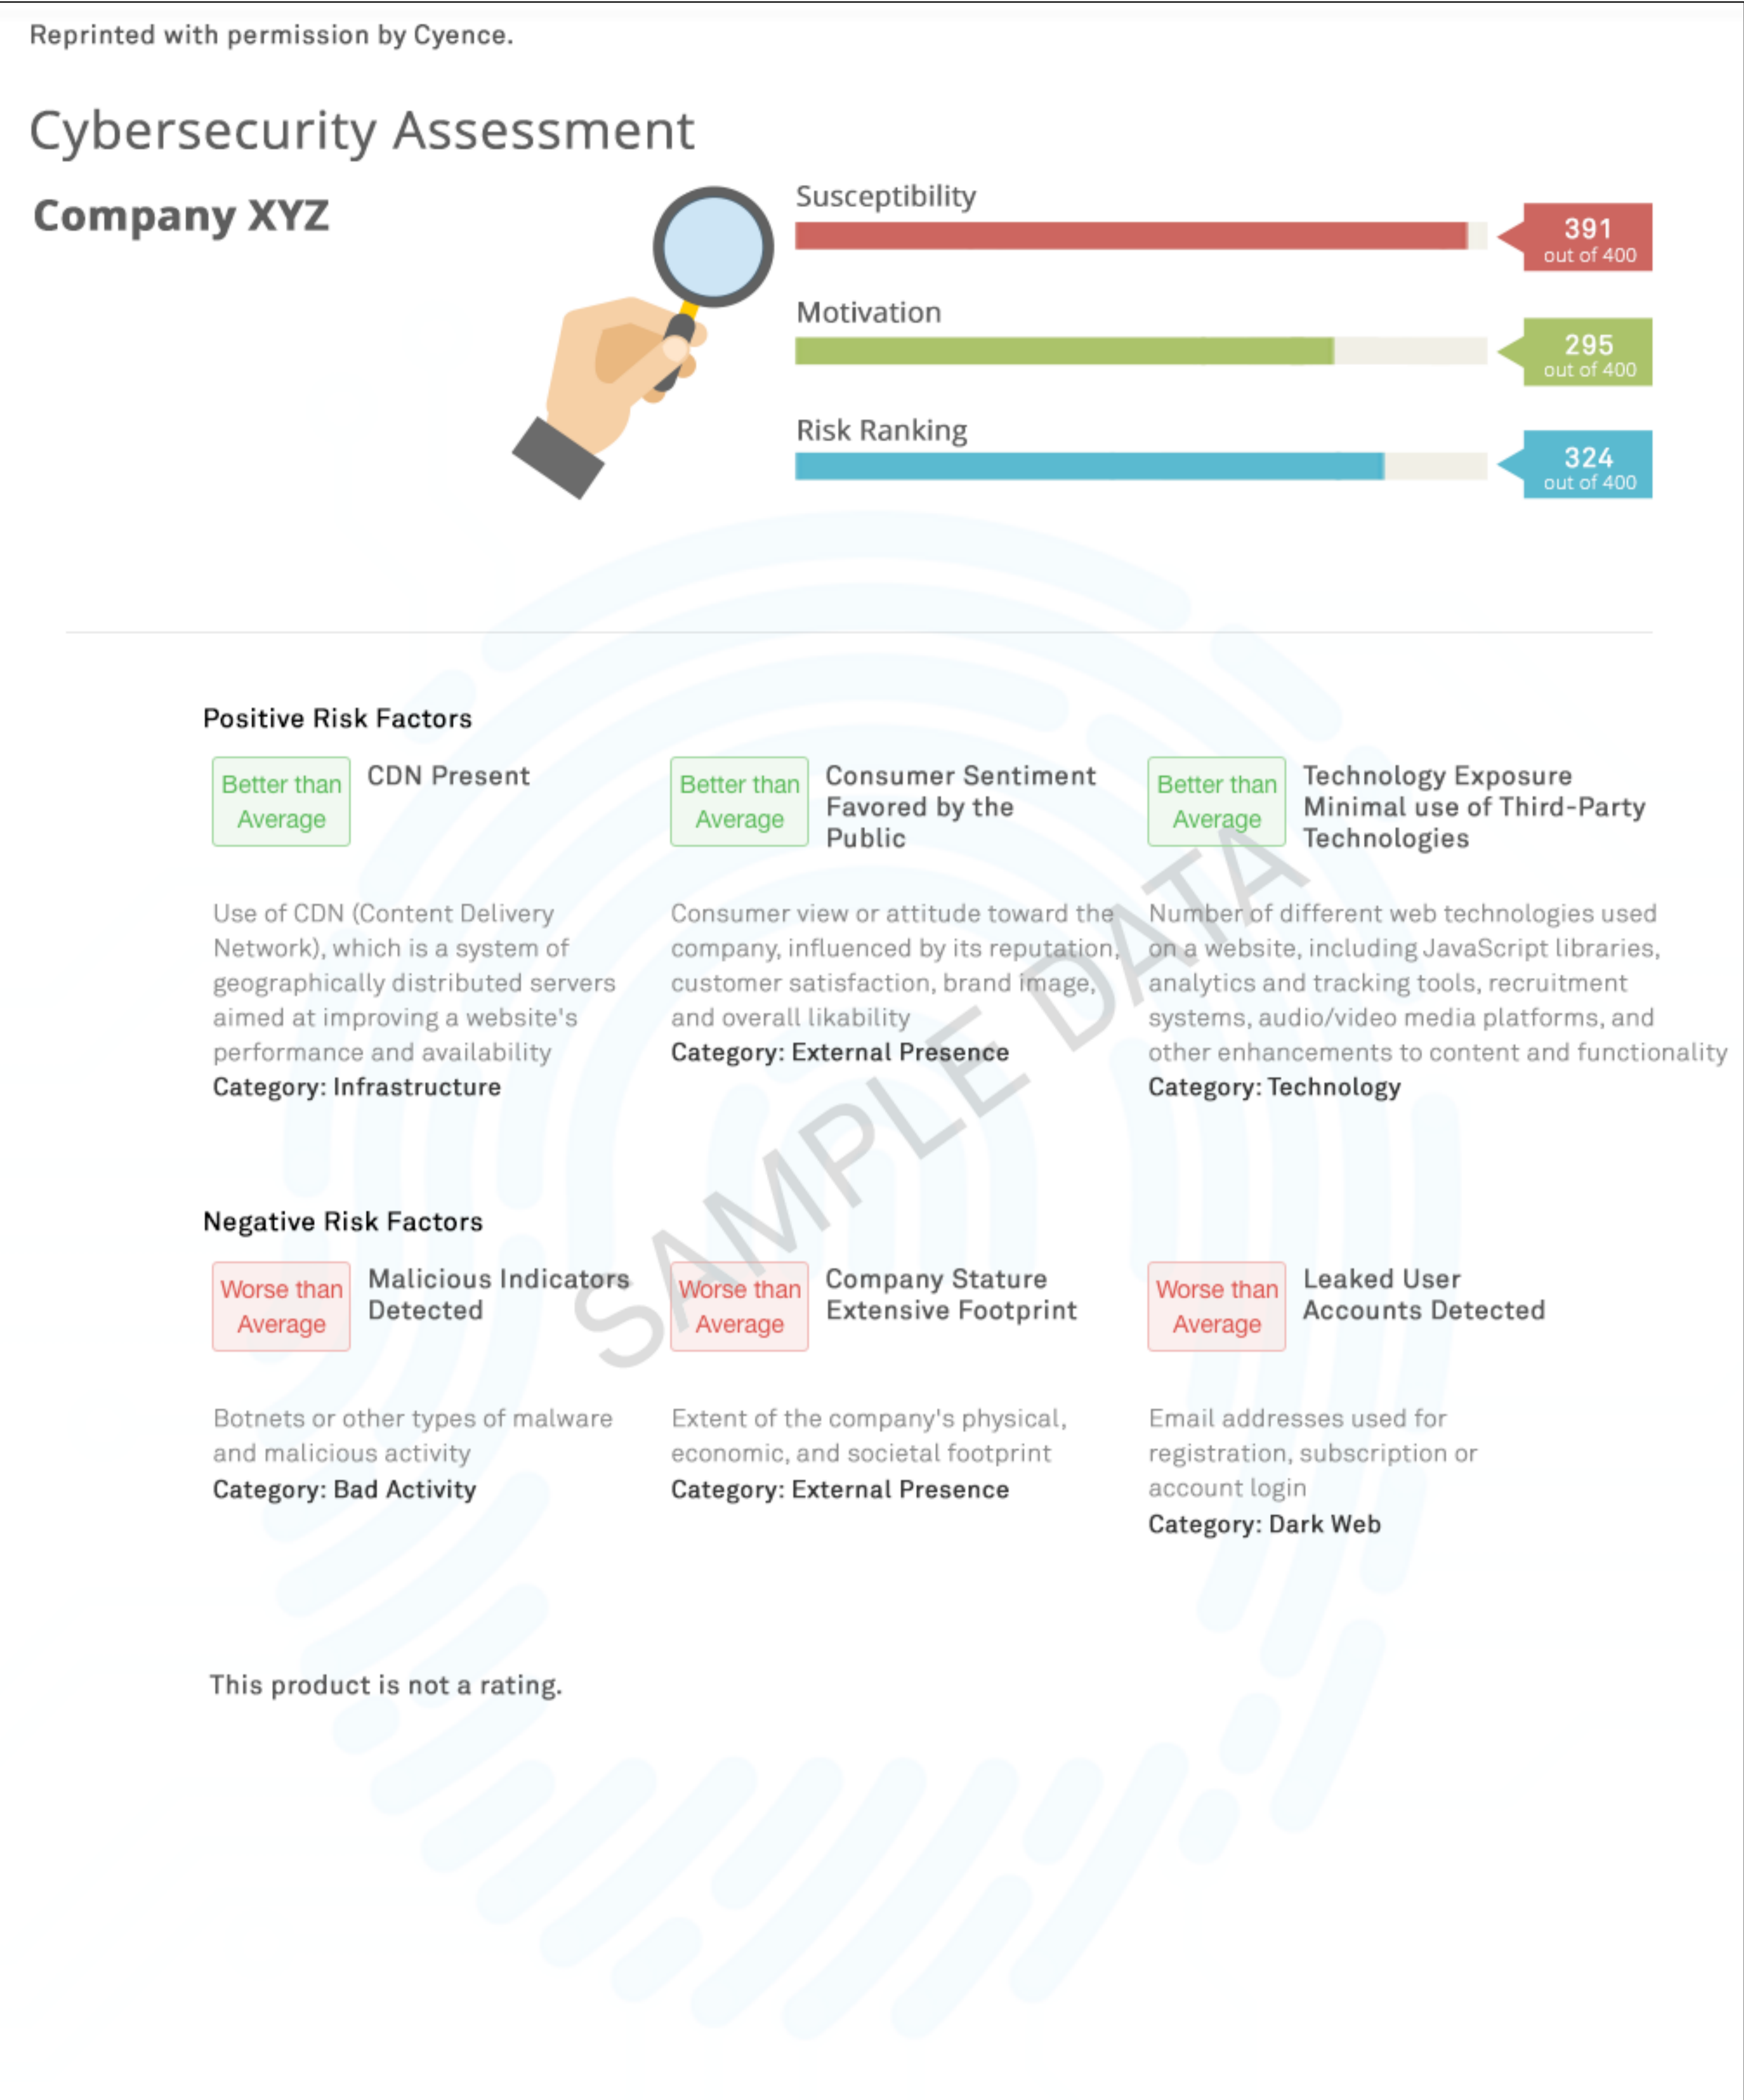 Reprinted with permission by Cyence.
Cybersecurity Assessment
Company XYZ
Susceptibility
391
out of 400
Motivation
295
out of 400
Risk Ranking
324
out of 400
Positive Risk Factors
Better than
Average
CDN Present
Use of CDN (Content Delivery
Network), which is a system of
geographically distributed servers
aimed at improving a website's
performance and availability
Category: Infrastructure
Better than
Average
Consumer Sentiment
Favored by the
Public
Consumer view or attitude toward the
company, influenced by its reputation,
customer satisfaction, brand image,
and overall likability
Category: External Presence
Better than
Average
Technology Exposure
Minimal use of Third-Party
Technologies
Number of different web technologies used
on a website, including JavaScript libraries,
analytics and tracking tools, recruitment
systems, audio/video media platforms, and
other enhancements to content and functionality
Category: Technology
SAMPLE DATA
Negative Risk Factors
Worse than
Average
Malicious Indicators
Detected
Botnets or other types of malware
and malicious activity
Category: Bad Activity
Worse than
Average
Company Stature
Extensive Footprint
Extent of the company's physical,
economic, and societal footprint
Category: External Presence
Worse than
Average
Leaked User
Accounts Detected
Email addresses used for
registration, subscription or
account login
Category: Dark Web
This product is not a rating.